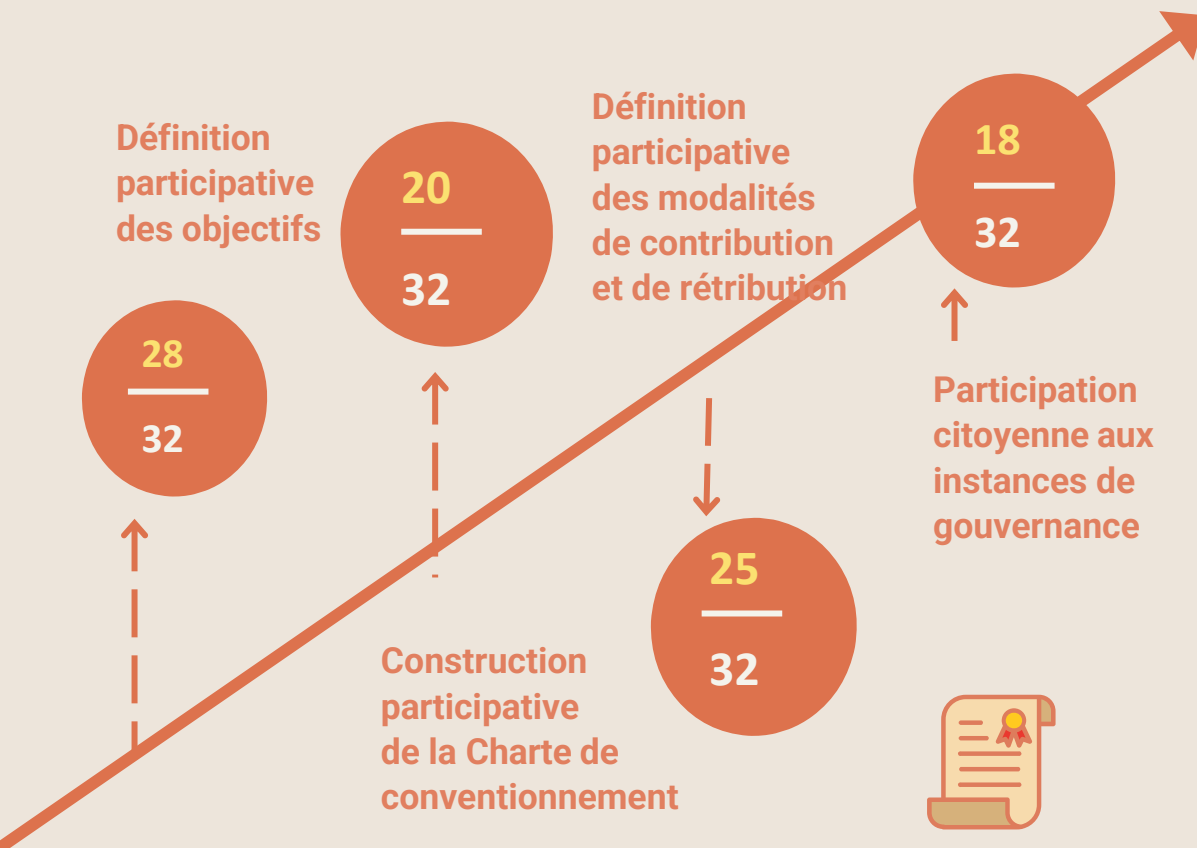 Définition
participative
des objectifs
28
32
20
32
Construction
participative
de la Charte de
conventionnement
Définition
participative
des modalités
de contribution
et de rétribution
25
32
18
32
Participation
citoyenne aux
instances de
gouvernance